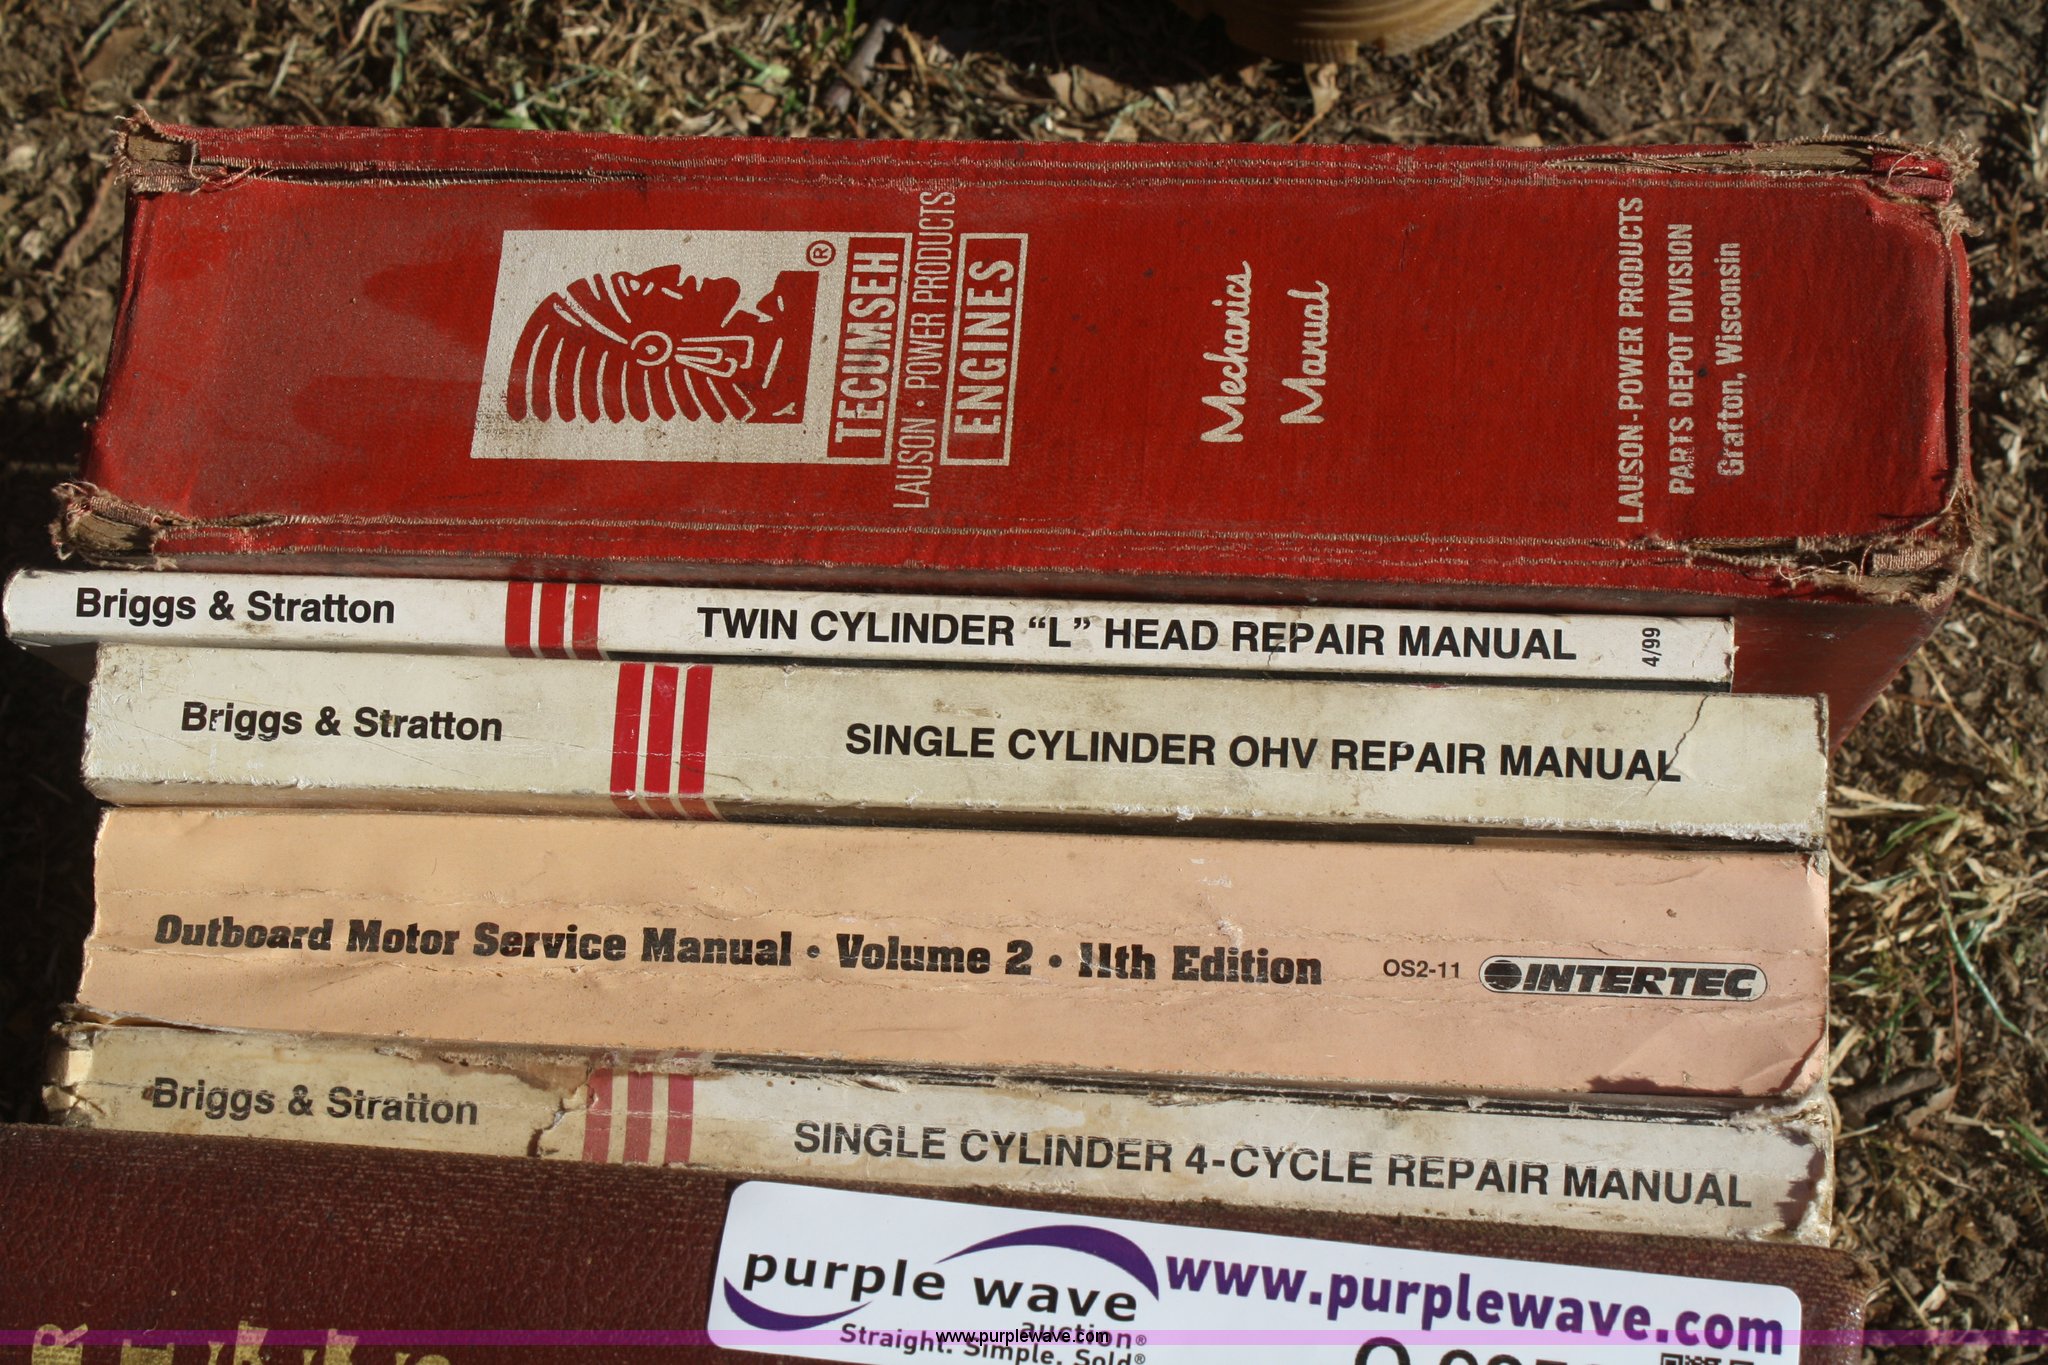 ®
TECUMSEH
LAUSON · POWER PRODUCTS
ENGINES
Mechanics
Manual
LAUSON-POWER PRODUCTS
PARTS DEPOT DIVISION
Grafton, Wisconsin
Briggs & Stratton TWIN CYLINDER “L” HEAD REPAIR MANUAL 4/99
Briggs & Stratton SINGLE CYLINDER OHV REPAIR MANUAL
Outboard Motor Service Manual • Volume 2 • 11th Edition OS2-11 INTERTEC
Briggs & Stratton SINGLE CYLINDER 4-CYCLE REPAIR MANUAL
purple wave www.purplewave.com
auction®
Straight. Simple. Sold®
www.purplewave.com